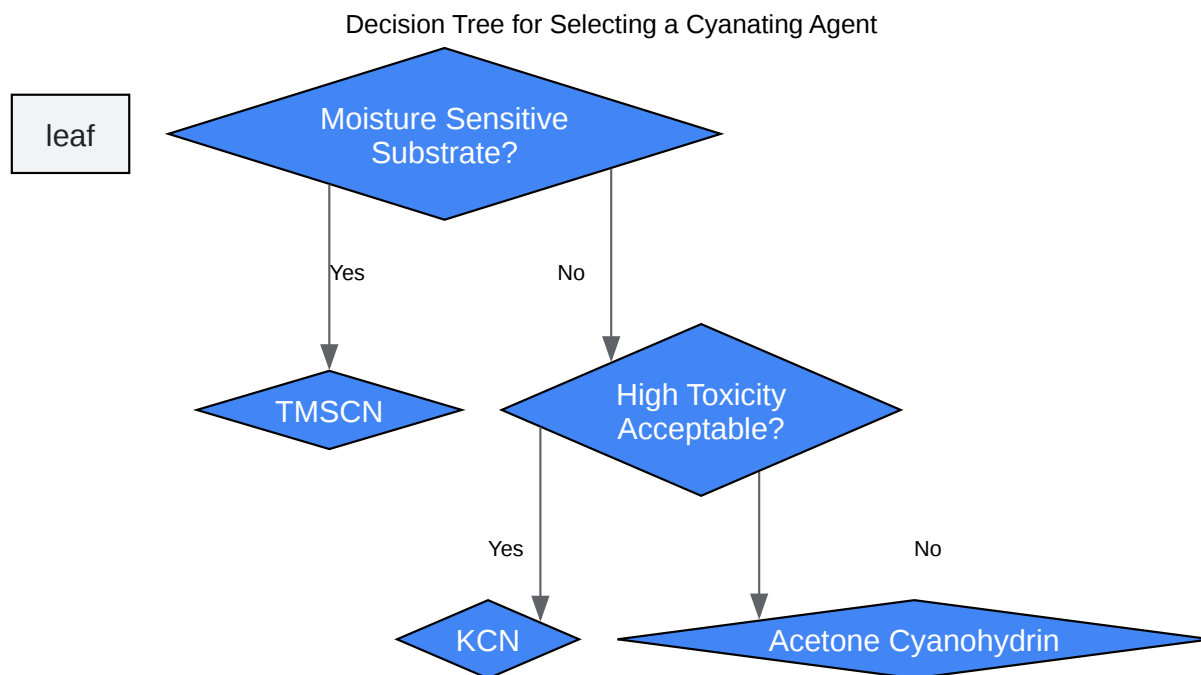 Decision Tree for Selecting a Cyanating Agent
leaf
Moisture Sensitive
Substrate?
Yes
No
TMSCN
High Toxicity
Acceptable?
Yes
No
KCN
Acetone Cyanohydrin